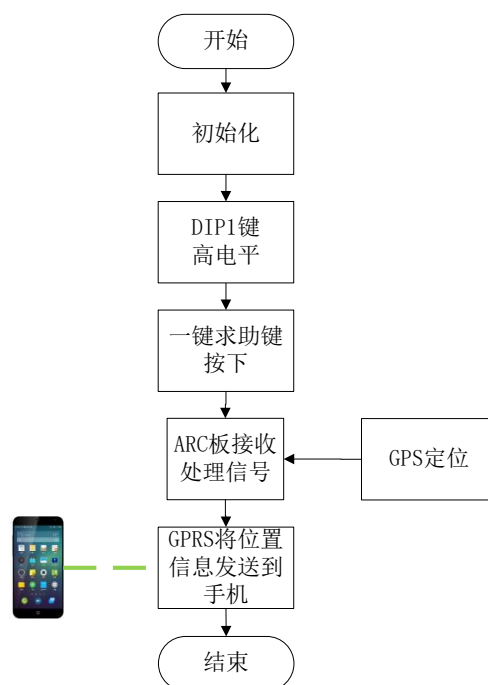 开始
初始化
DIP1键
高电平
一键求助键
按下
ARC板接收
处理信号
GPS定位
GPRS将位置
信息发送到
手机
结束